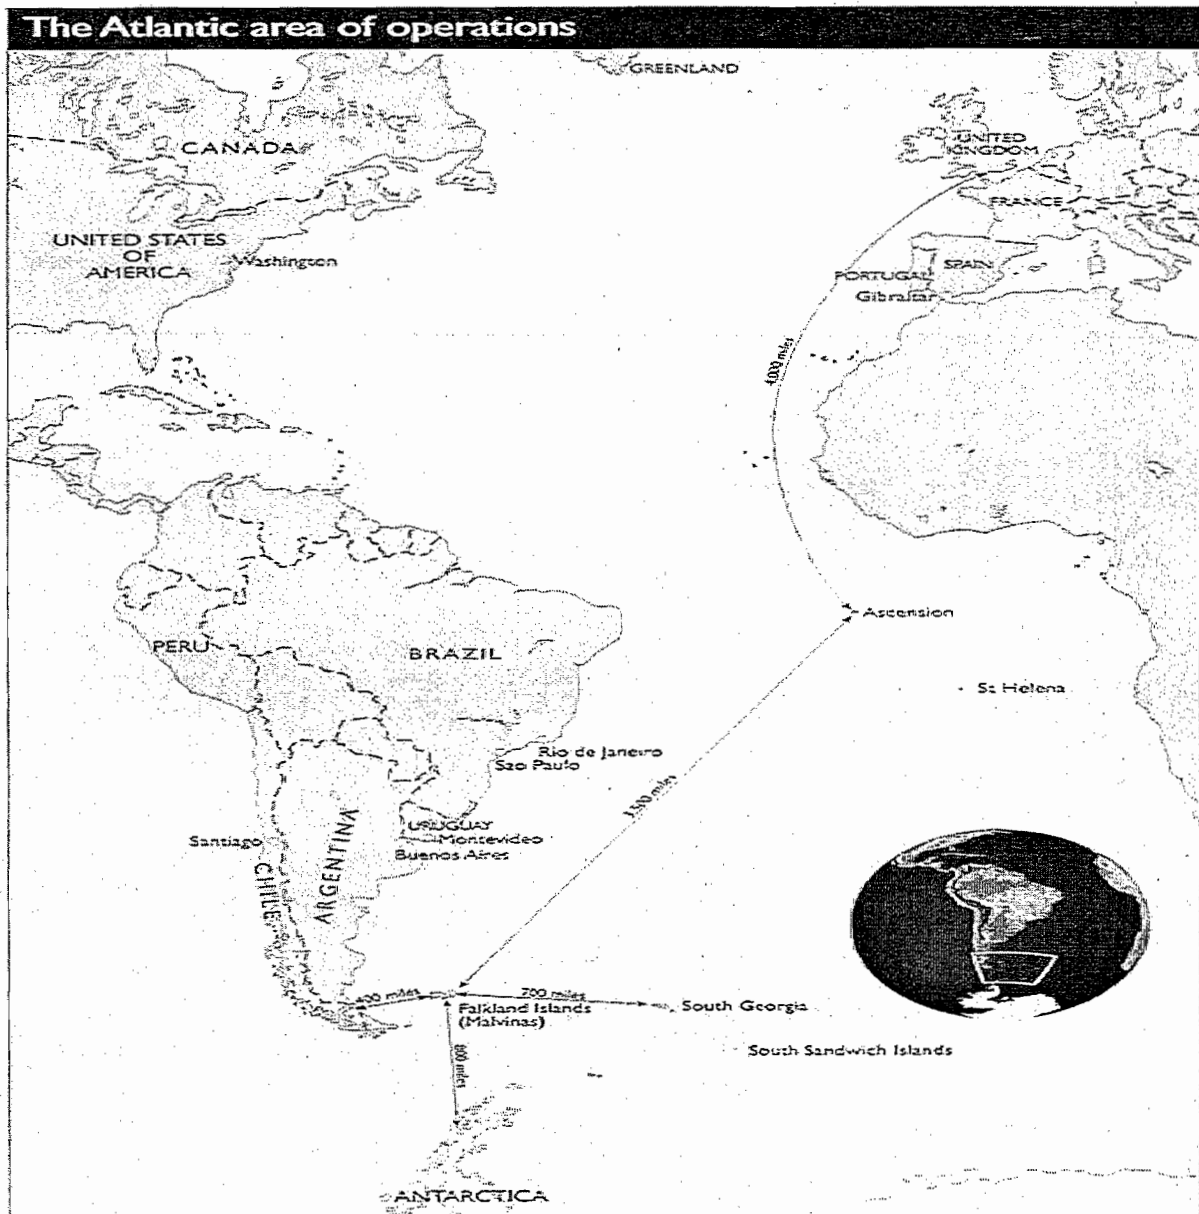 The Atlantic area of operations
GREENLAND
CANADA
UNITED
KINGDOM
FRANCE
UNITED STATES
OF
AMERICA
Washington
PORTUGAL
SPAIN
Gibraltar
4,000 miles
Ascension
PERU
BRAZIL
St Helena
Rio de Janeiro
Sao Paulo
3,500 miles
URUGUAY
Montevideo
Buenos Aires
Santiago
CHILE
ARGENTINA
400 miles
700 miles
Falkland Islands
(Malvinas)
South Georgia
800 miles
South Sandwich Islands
ANTARCTICA